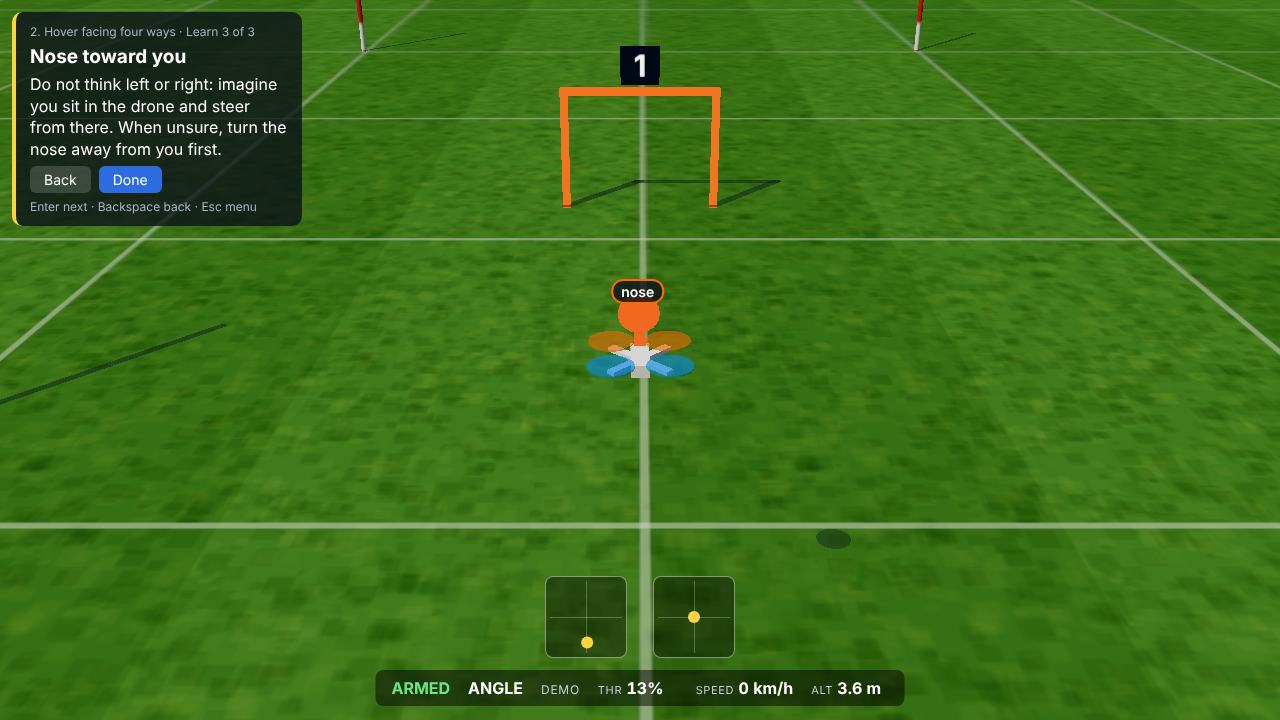 2. Hover facing four ways · Learn 3 of 3
Nose toward you
Do not think left or right: imagine
you sit in the drone and steer
from there. When unsure, turn the
nose away from you first.
Back Done
Enter next · Backspace back · Esc menu
1
nose
ARMED ANGLE DEMO THR 13% SPEED 0 km/h ALT 3.6 m